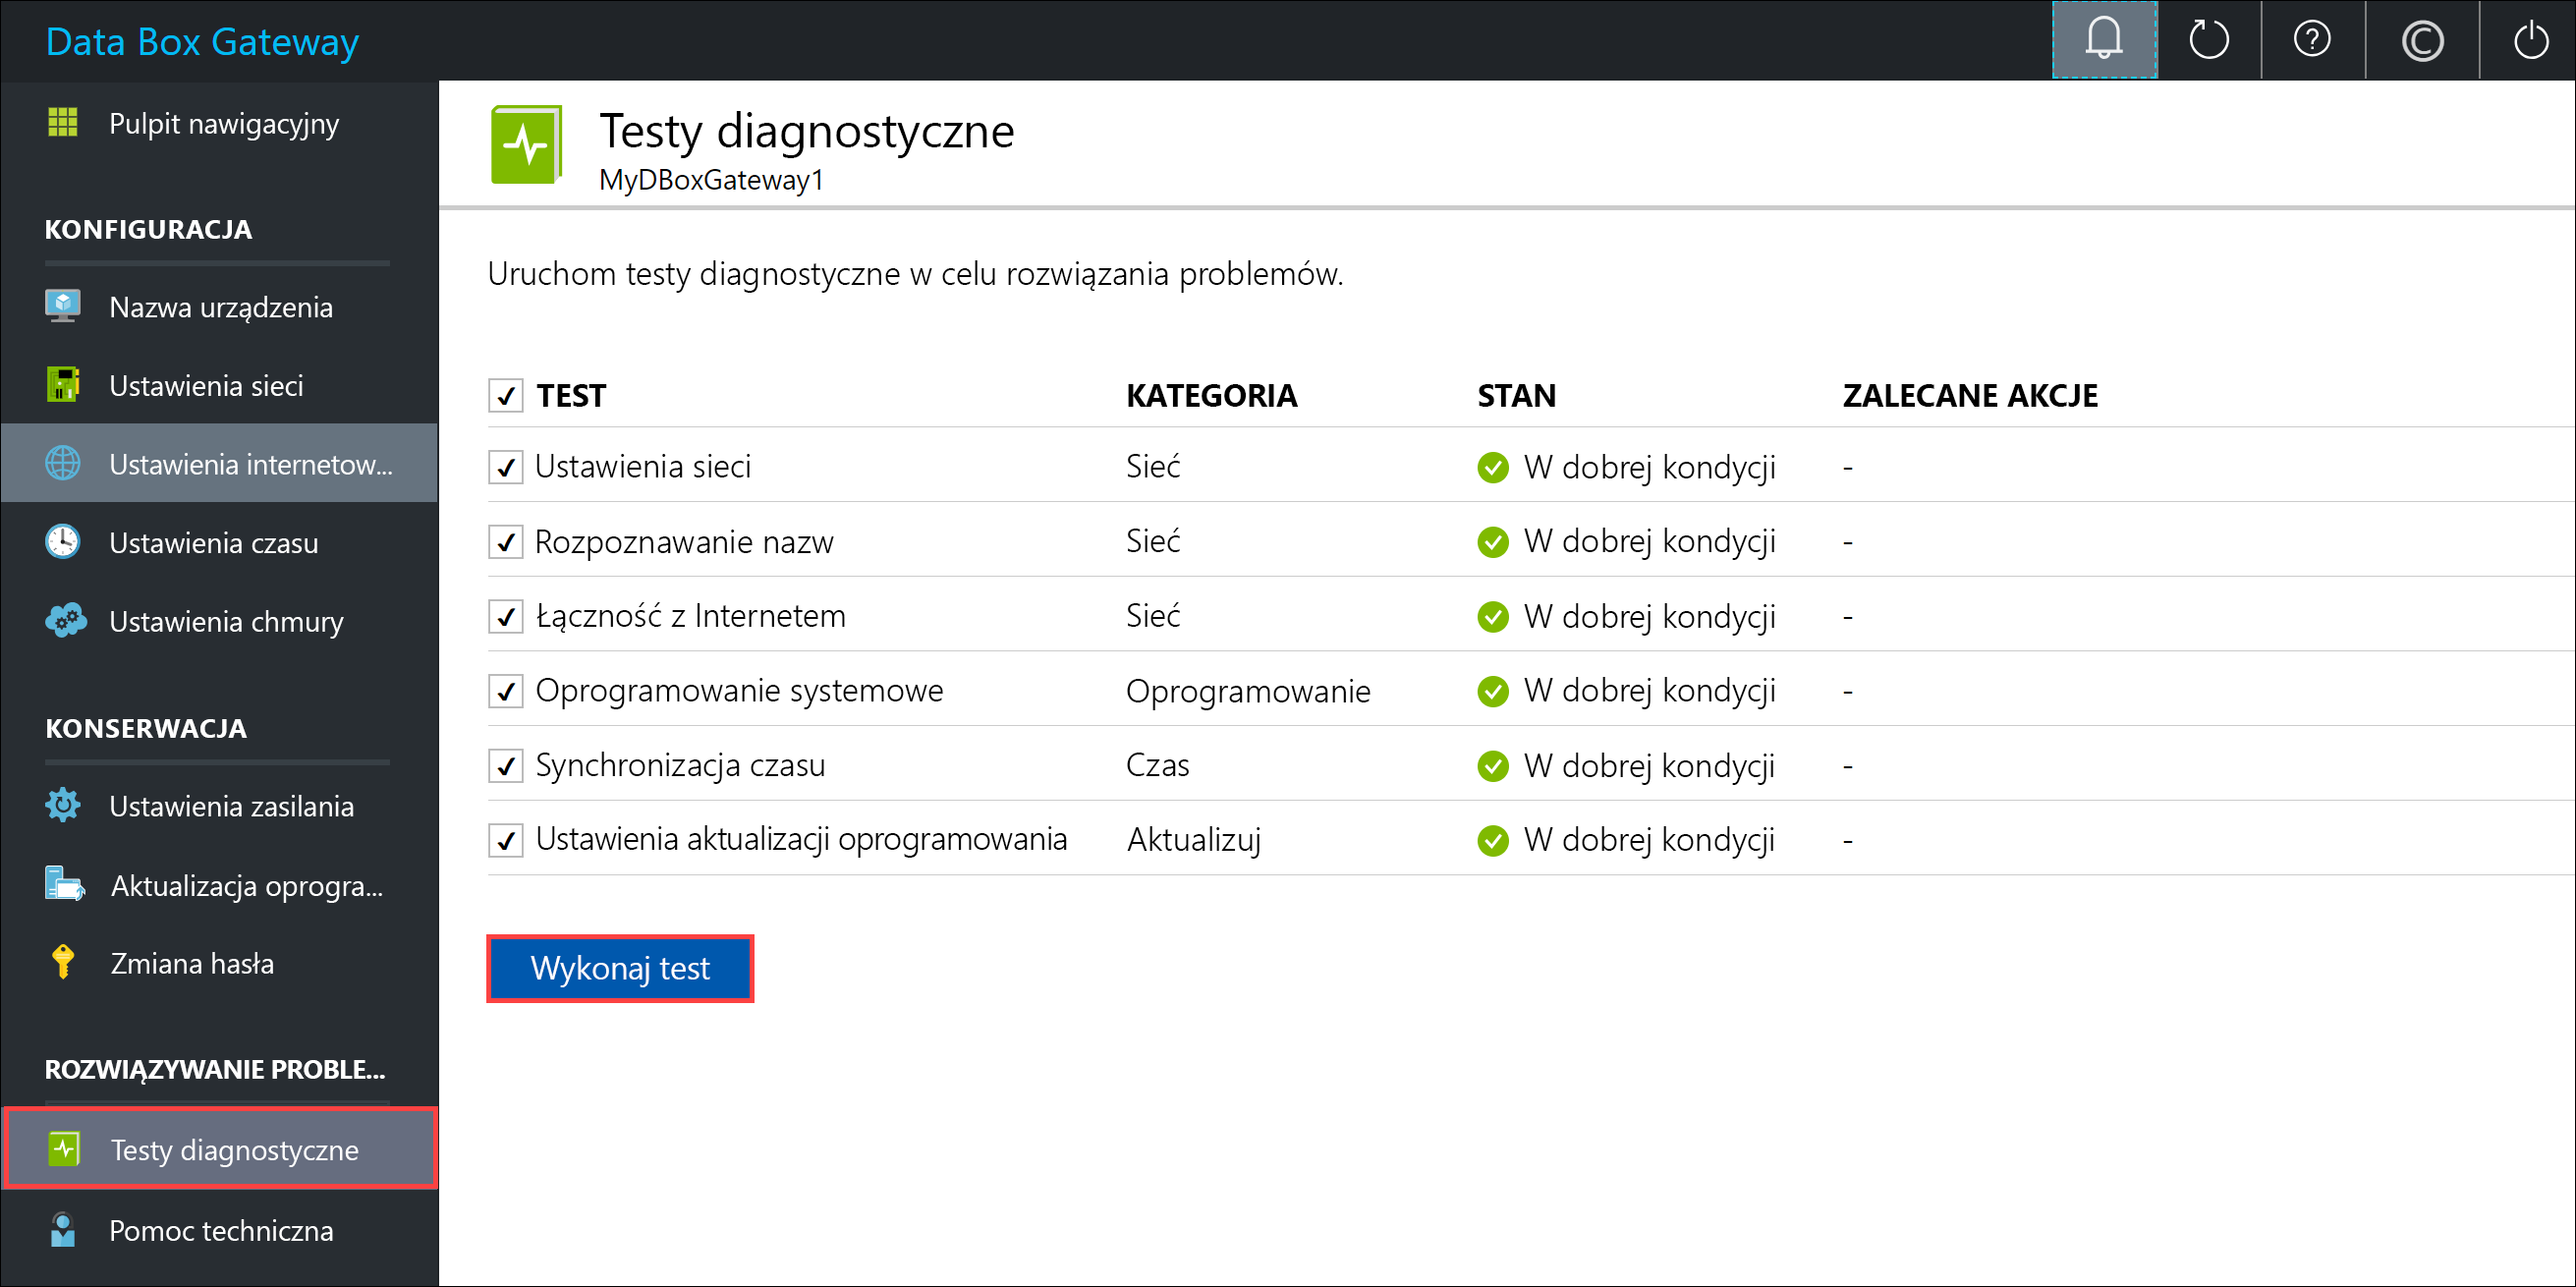 Data Box Gateway
Pulpit nawigacyjny
KONFIGURACJA
Nazwa urządzenia
Ustawienia sieci
Ustawienia internetow...
Ustawienia czasu
Ustawienia chmury
KONSERWACJA
Ustawienia zasilania
Aktualizacja oprogra...
Zmiana hasła
ROZWIĄZYWANIE PROBLE...
Testy diagnostyczne
Pomoc techniczna
Testy diagnostyczne
MyDBoxGateway1
Uruchom testy diagnostyczne w celu rozwiązania problemów.
TEST KATEGORIA STAN ZALECANE AKCJE
Ustawienia sieci Sieć W dobrej kondycji -
Rozpoznawanie nazw Sieć W dobrej kondycji -
Łączność z Internetem Sieć W dobrej kondycji -
Oprogramowanie systemowe Oprogramowanie W dobrej kondycji -
Synchronizacja czasu Czas W dobrej kondycji -
Ustawienia aktualizacji oprogramowania Aktualizuj W dobrej kondycji -
Wykonaj test